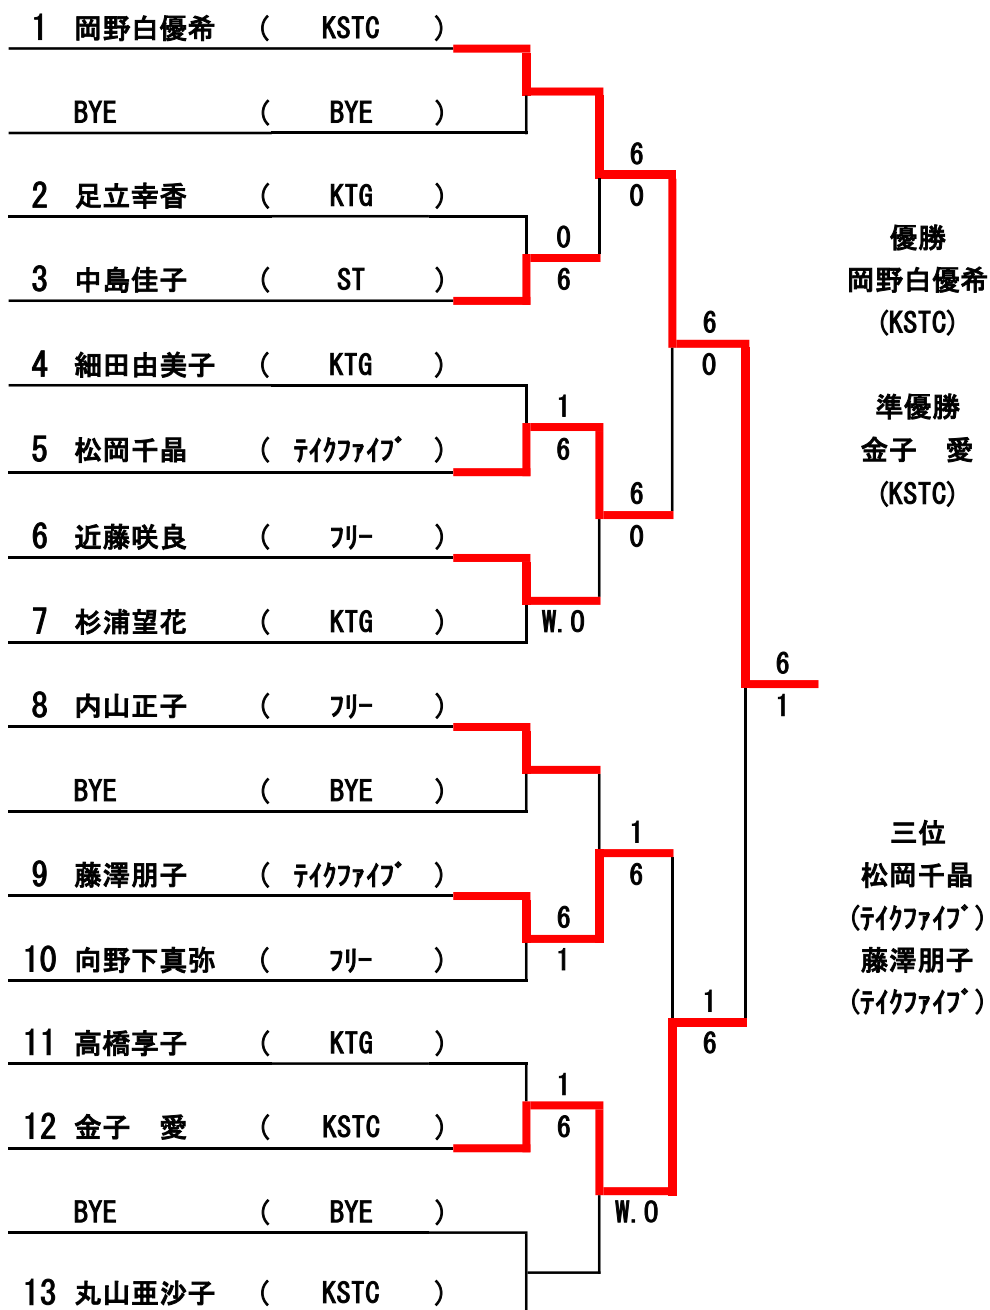 1 岡野白優希 ( KSTC )
BYE ( BYE )
6
0
2 足立幸香 ( KTG )
0
6
3 中島佳子 ( ST )
優勝
岡野白優希
(KSTC)
6
0
4 細田由美子 ( KTG )
1
6
5 松岡千晶 ( ﾃｲｸﾌｧｲﾌﾞ )
準優勝
金子　愛
(KSTC)
6
0
6 近藤咲良 ( ﾌﾘｰ )
7 杉浦望花 ( KTG )
W.O
6
1
8 内山正子 ( ﾌﾘｰ )
BYE ( BYE )
1
6
9 藤澤朋子 ( ﾃｲｸﾌｧｲﾌﾞ )
6
1
10 向野下真弥 ( ﾌﾘｰ )
三位
松岡千晶
(ﾃｲｸﾌｧｲﾌﾞ)
藤澤朋子
(ﾃｲｸﾌｧｲﾌﾞ)
1
6
11 高橋享子 ( KTG )
1
6
12 金子　愛 ( KSTC )
BYE ( BYE )
W.O
13 丸山亜沙子 ( KSTC )